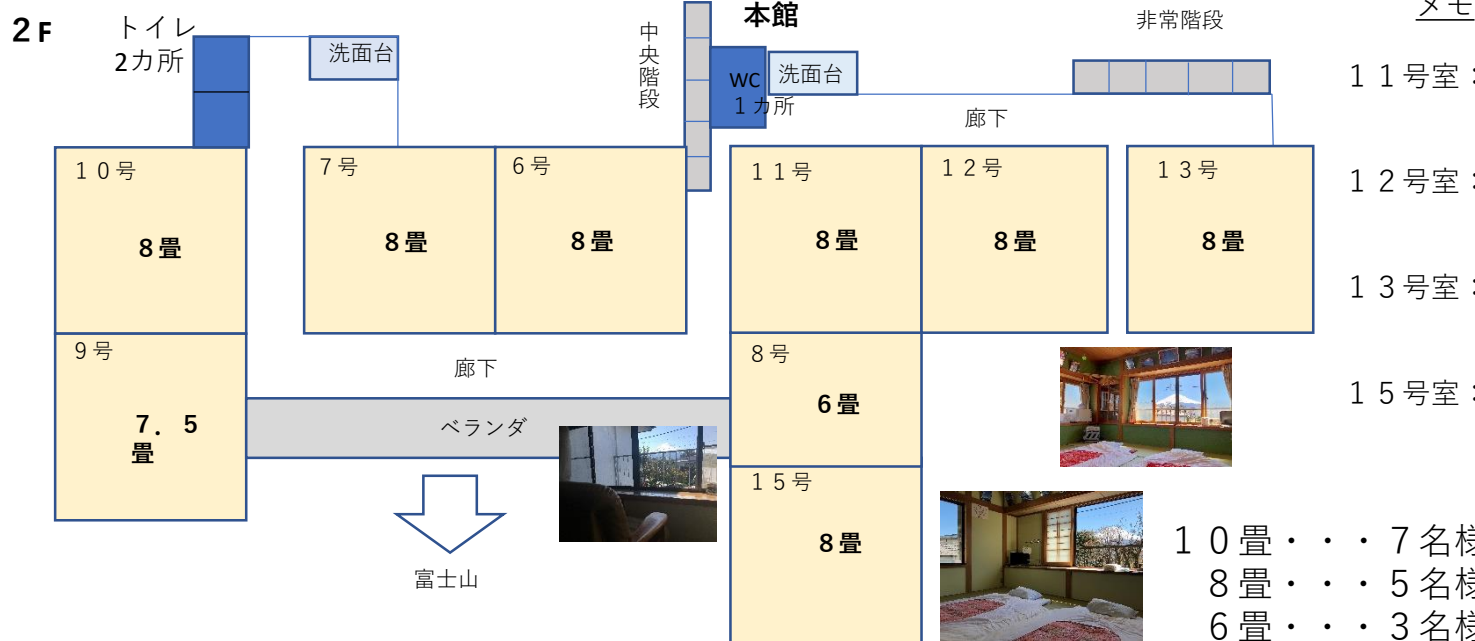 ２F
トイレ
2カ所
洗面台
中央階段
本館
wc
１カ所
洗面台
非常階段
廊下
メモ
１０号
８畳
７号
８畳
６号
８畳
１１号
８畳
１２号
８畳
１３号
８畳
９号
７．５
畳
廊下
ベランダ
富士山
８号
６畳
１５号
８畳
１１号室：
１２号室：
１３号室：
１５号室：
１０畳・・・７名様
８畳・・・５名様
６畳・・・３名様